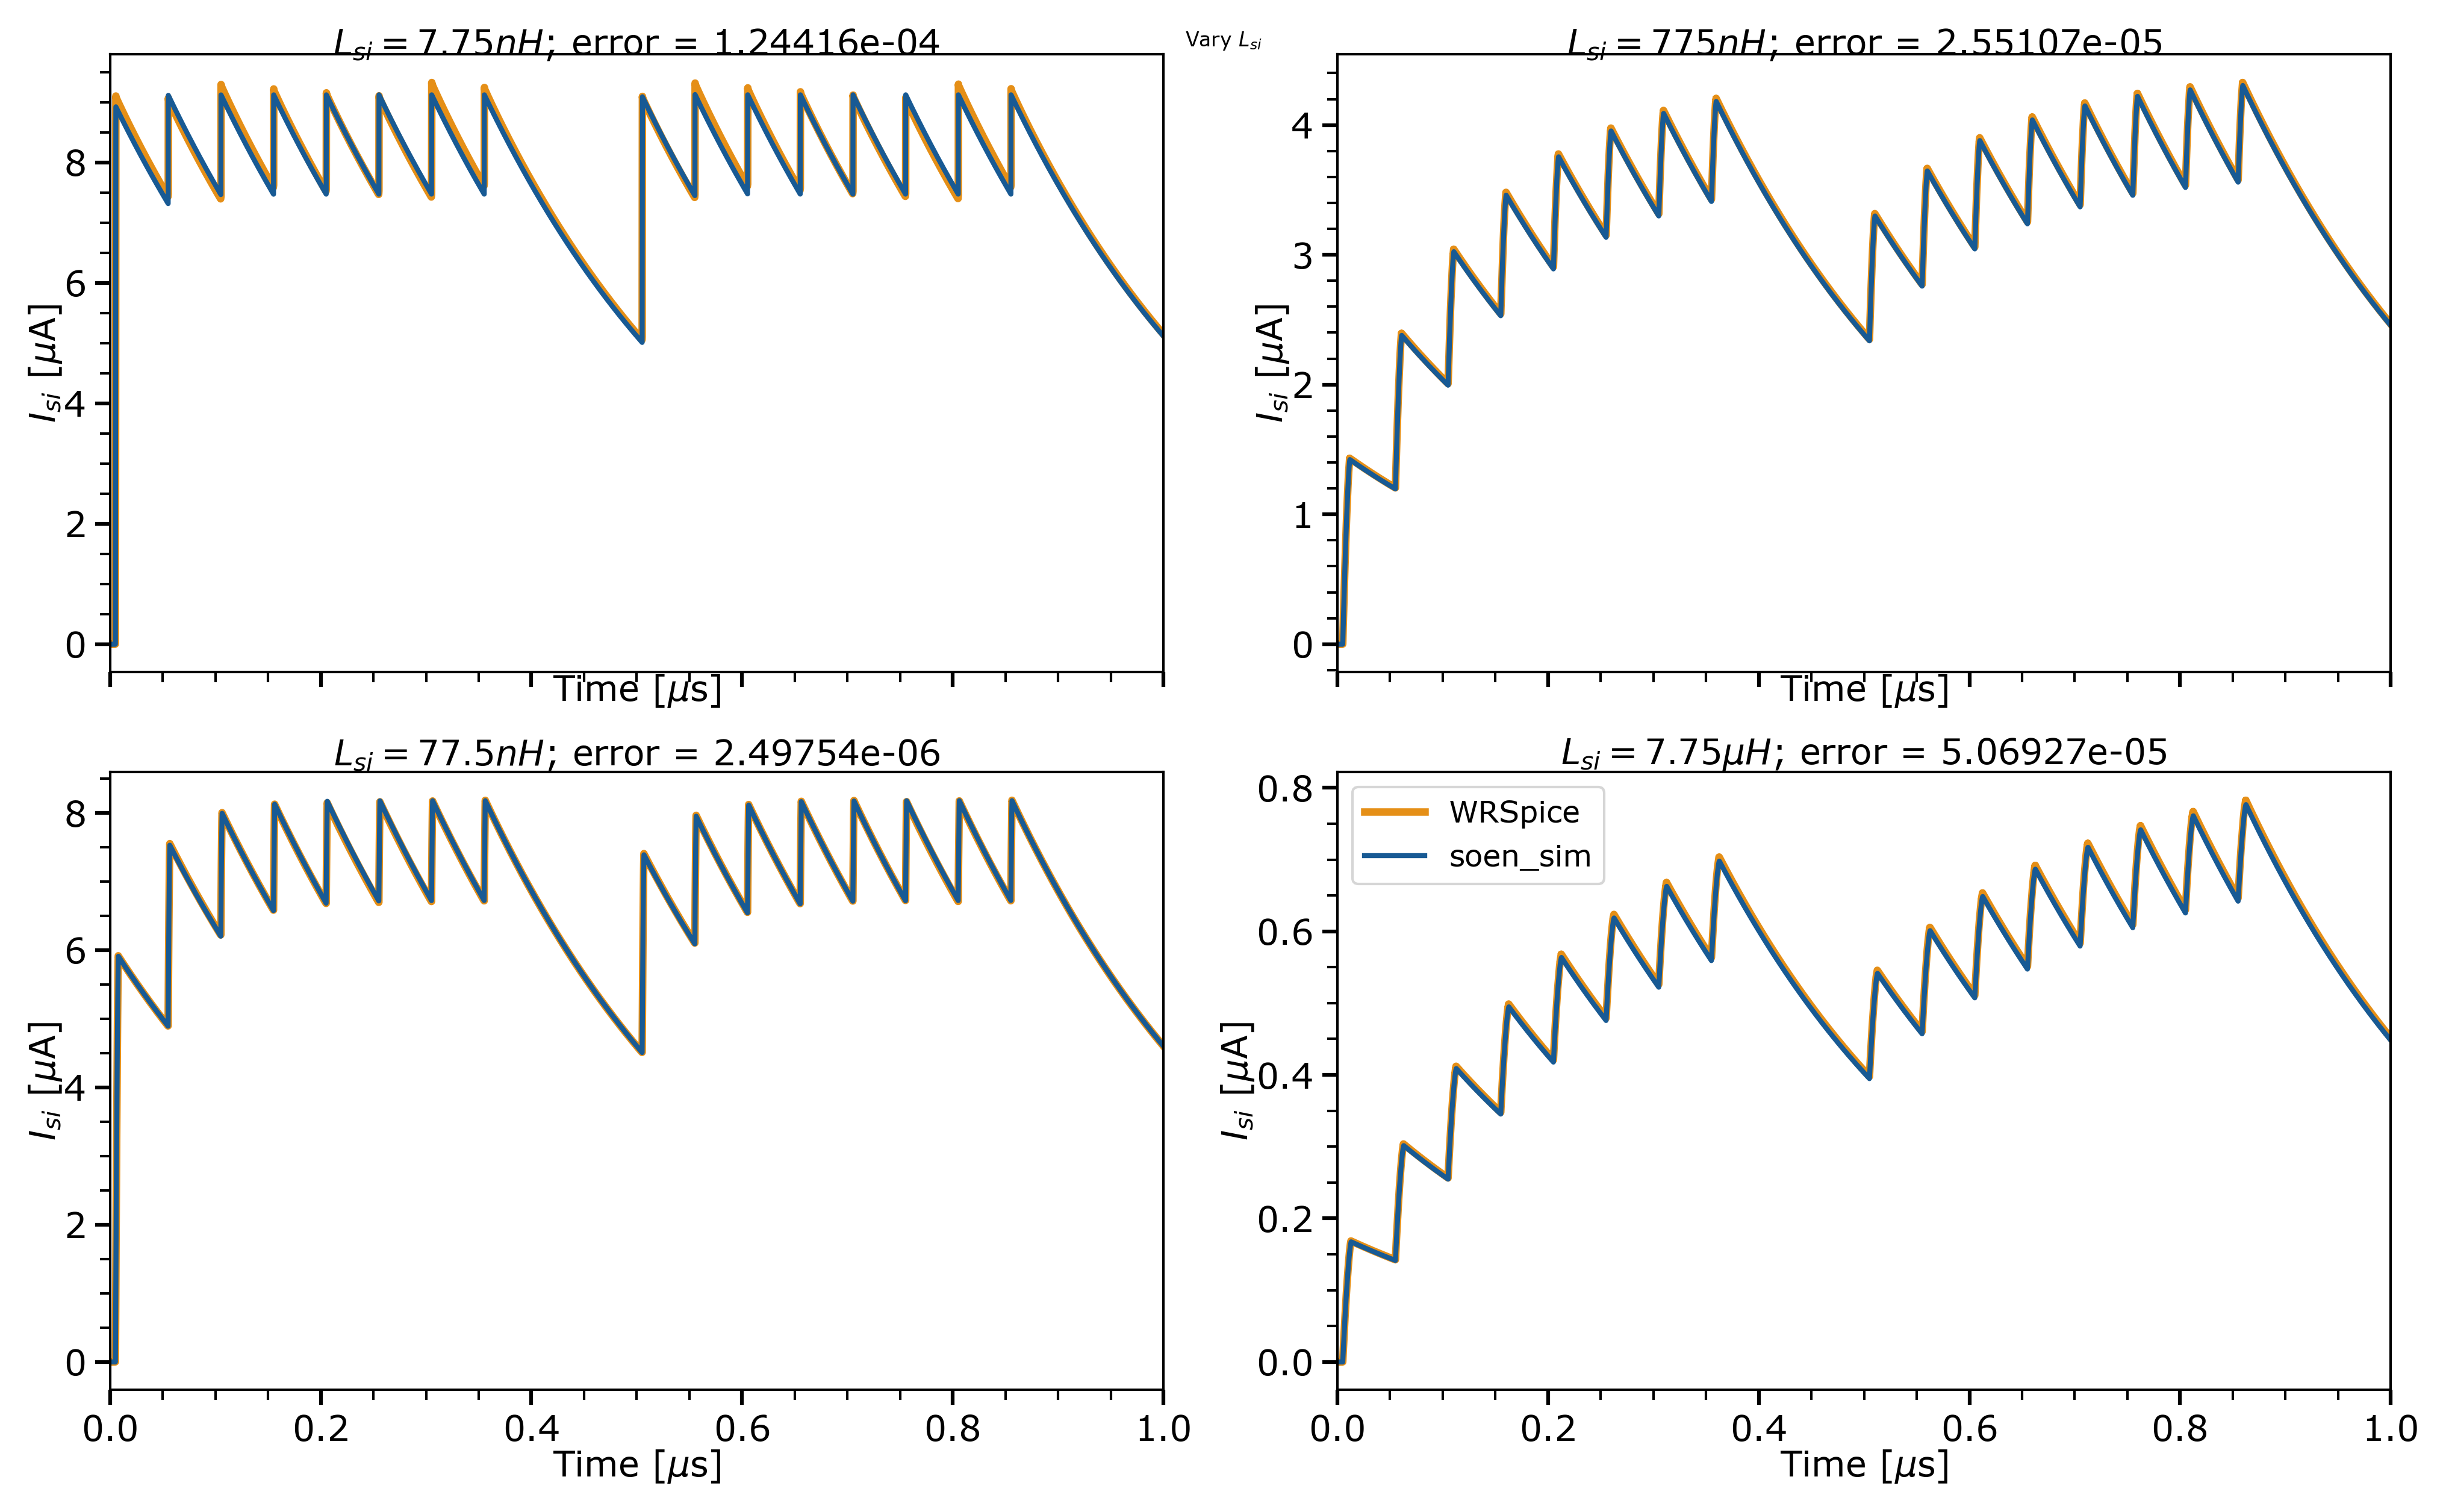 Vary L_si
L_si = 7.75nH; error = 1.24416e-04
I_si [μA]
8
6
4
2
0
Time [μs]
L_si = 775nH; error = 2.55107e-05
I_si [μA]
4
3
2
1
0
Time [μs]
L_si = 77.5nH; error = 2.49754e-06
I_si [μA]
8
6
4
2
0
0.0 0.2 0.4 0.6 0.8 1.0
Time [μs]
L_si = 7.75μH; error = 5.06927e-05
WRSpice
soen_sim
I_si [μA]
0.8
0.6
0.4
0.2
0.0
0.0 0.2 0.4 0.6 0.8 1.0
Time [μs]